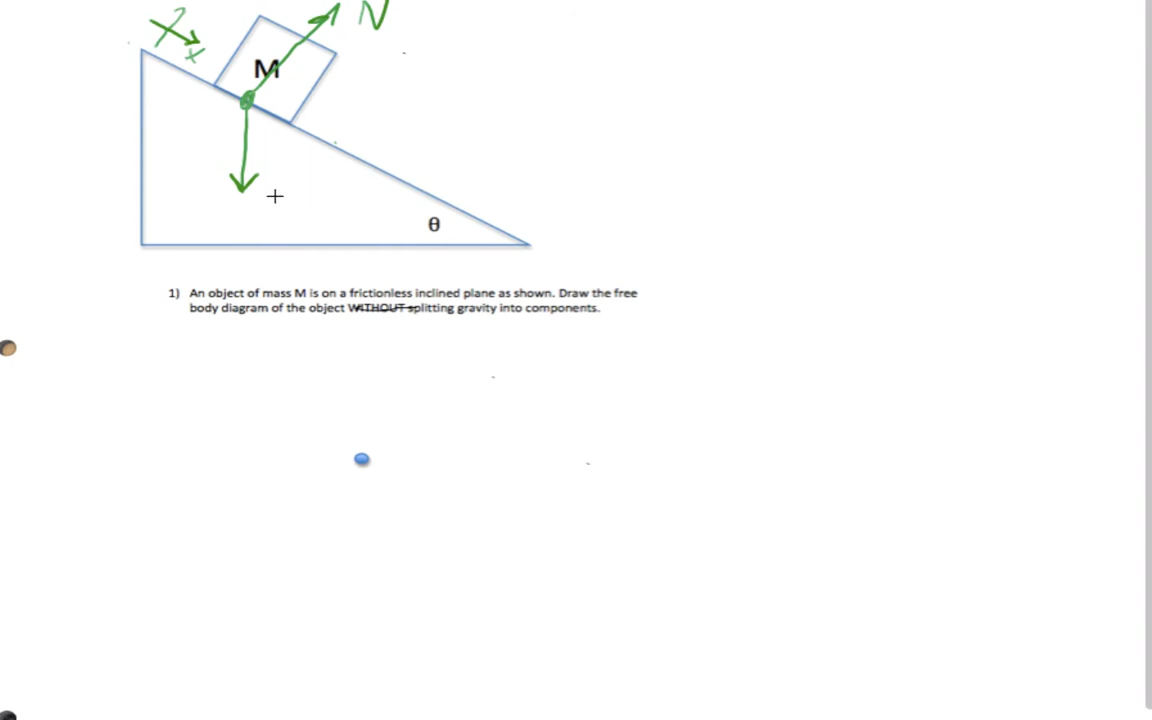 N
x
M
θ
1) An object of mass M is on a frictionless inclined plane as shown. Draw the free
body diagram of the object WITHOUT splitting gravity into components.